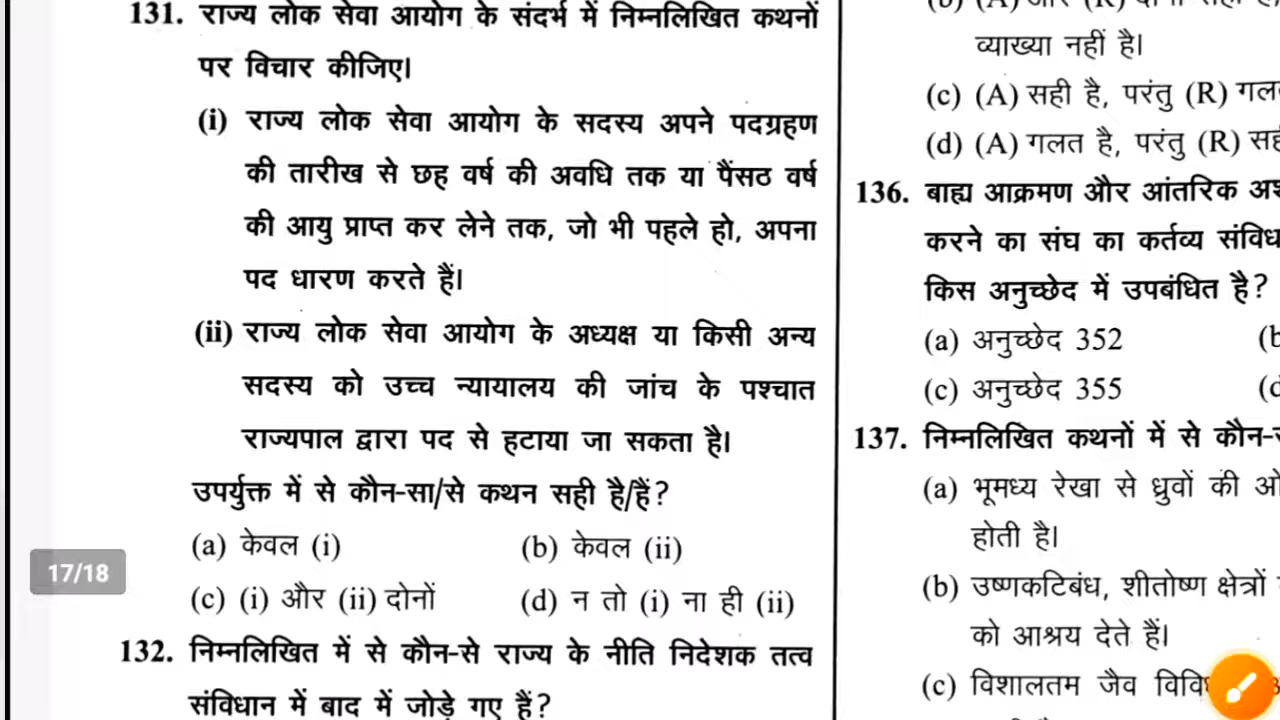 131. राज्य लोक सेवा आयोग के संदर्भ में निम्नलिखित कथनों
पर विचार कीजिए।
(i) राज्य लोक सेवा आयोग के सदस्य अपने पदग्रहण
की तारीख से छह वर्ष की अवधि तक या पैंसठ वर्ष
की आयु प्राप्त कर लेने तक, जो भी पहले हो, अपना
पद धारण करते हैं।
(ii) राज्य लोक सेवा आयोग के अध्यक्ष या किसी अन्य
सदस्य को उच्च न्यायालय की जांच के पश्चात
राज्यपाल द्वारा पद से हटाया जा सकता है।
उपर्युक्त में से कौन-सा/से कथन सही है/हैं?
(a) केवल (i) (b) केवल (ii)
(c) (i) और (ii) दोनों (d) न तो (i) ना ही (ii)
132. निम्नलिखित में से कौन-से राज्य के नीति निदेशक तत्व
संविधान में बाद में जोड़े गए हैं?
17/18
व्याख्या नहीं है।
(c) (A) सही है, परंतु (R)
(d) (A) गलत है, परंतु (R)
136. बाह्य आक्रमण और आंतरिक
करने का संघ का कर्तव्य
किस अनुच्छेद में उपबंधित है?
(a) अनुच्छेद 352
(c) अनुच्छेद 355
137. निम्नलिखित कथनों में से
(a) भूमध्य रेखा से ध्रुवों की
होती है।
(b) उष्णकटिबंध, शीतोष्ण क्षेत्रों
को आश्रय देते हैं।
(c) विशालतम जैव